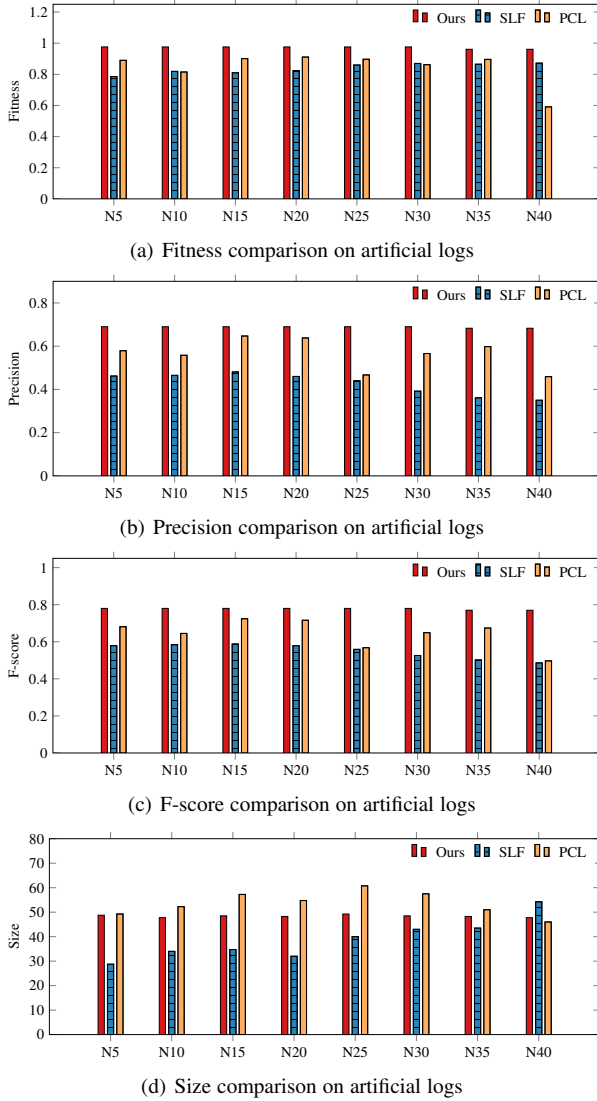 1.2
1
0.8
0.6
0.4
0.2
0
Fitness
Ours SLF PCL
N5 N10 N15 N20 N25 N30 N35 N40
(a) Fitness comparison on artificial logs
0.8
0.6
0.4
0.2
0
Precision
Ours SLF PCL
N5 N10 N15 N20 N25 N30 N35 N40
(b) Precision comparison on artificial logs
1
0.8
0.6
0.4
0.2
0
F-score
Ours SLF PCL
N5 N10 N15 N20 N25 N30 N35 N40
(c) F-score comparison on artificial logs
80
70
60
50
40
30
20
10
0
Size
Ours SLF PCL
N5 N10 N15 N20 N25 N30 N35 N40
(d) Size comparison on artificial logs